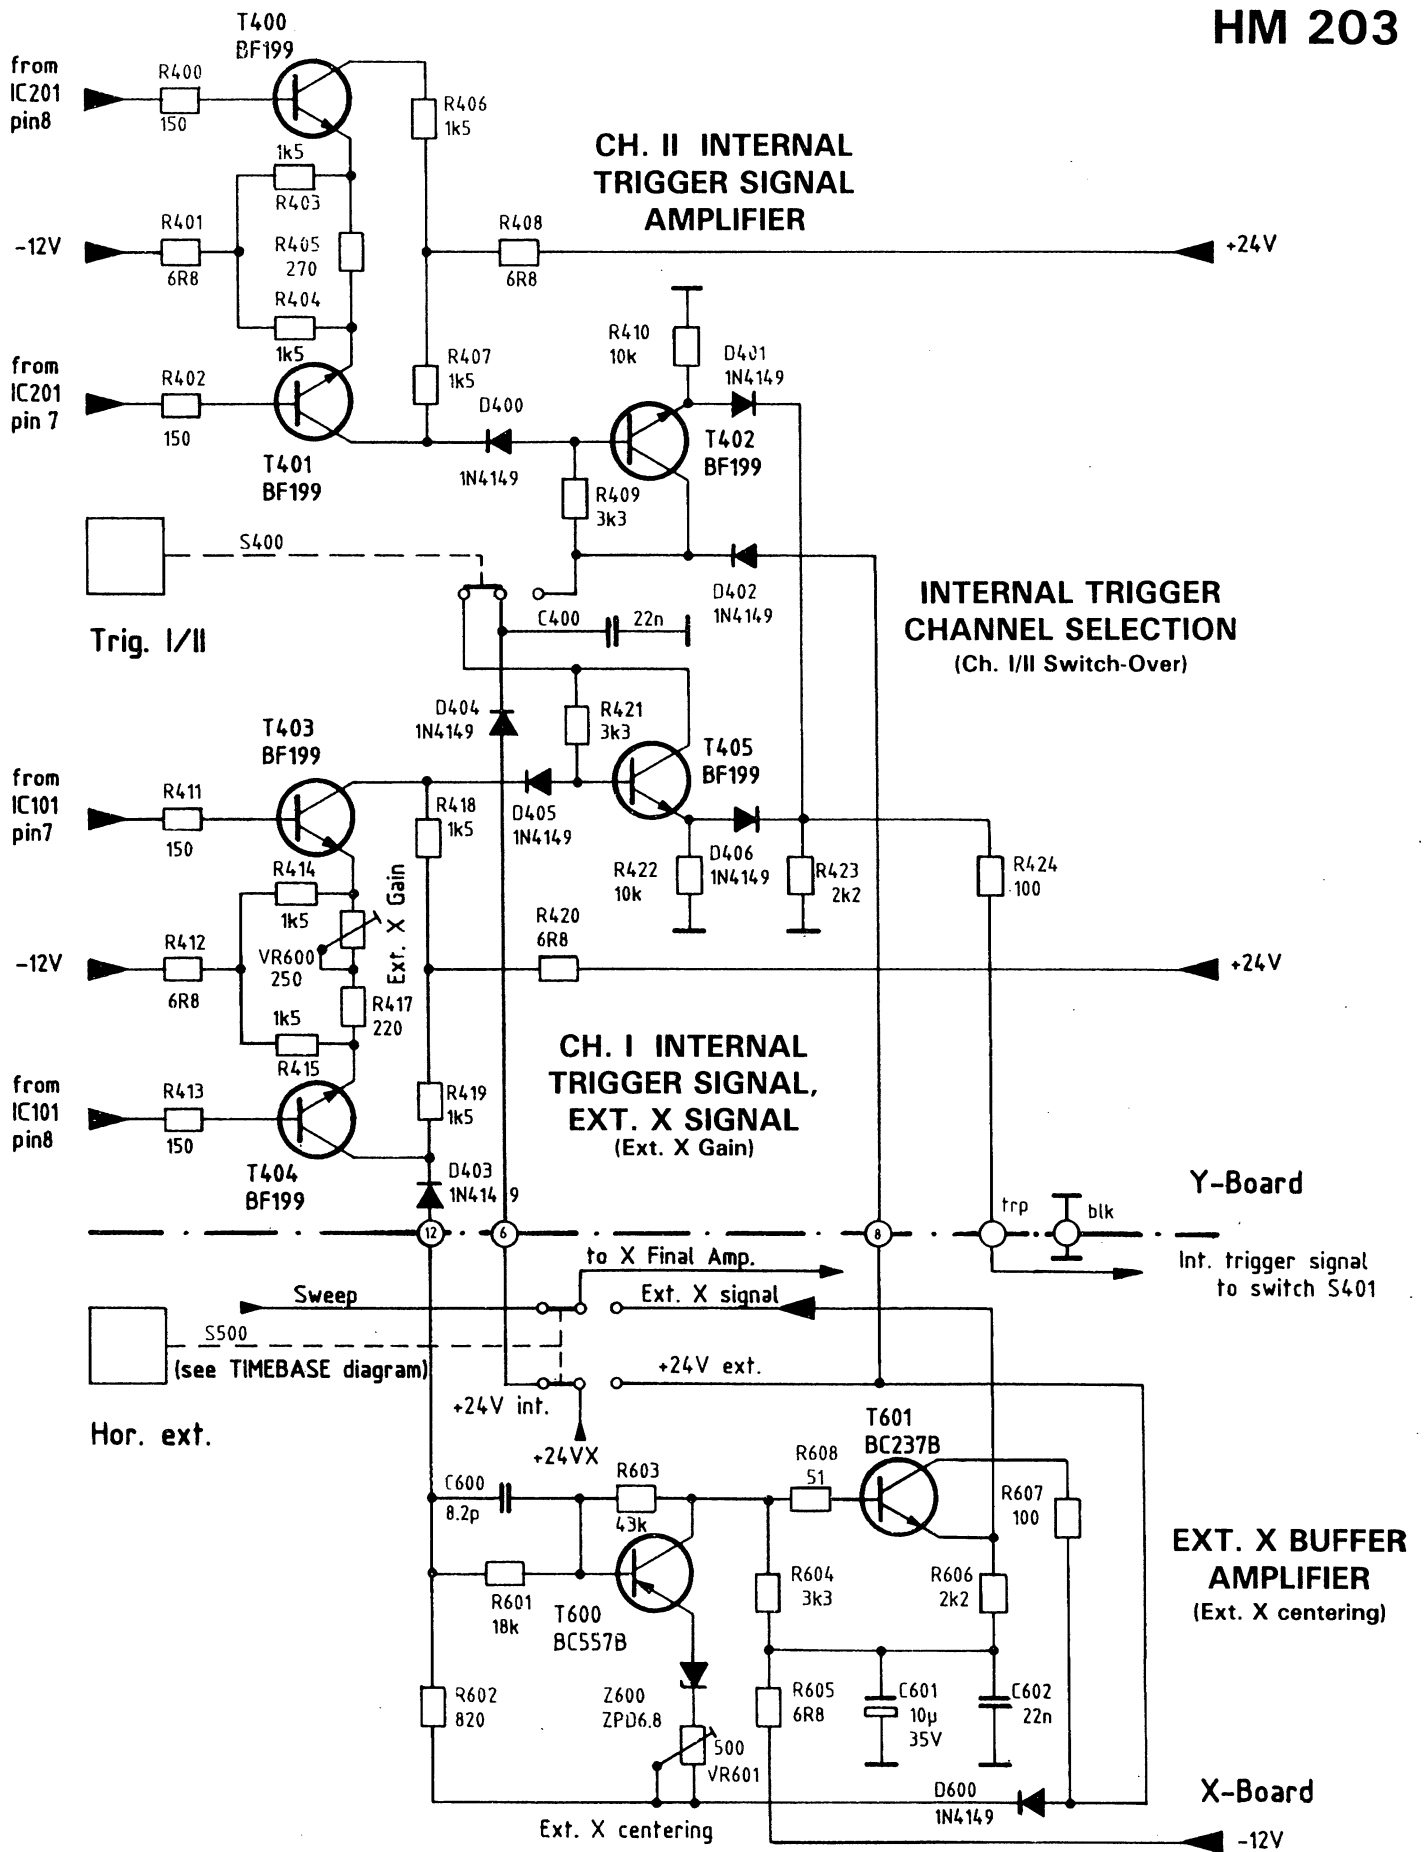 HM 203
T400
BF199
from
IC201
pin8
R400
150
R406
1k5
CH. II INTERNAL
TRIGGER SIGNAL
AMPLIFIER
1k5
R403
R401
-12V
6R8
R405
270
R408
6R8
+24V
R404
1k5
R410
10k
D401
1N4149
from
IC201
pin 7
R402
150
R407
1k5
D400
1N4149
T402
BF199
T401
BF199
R409
3k3
S400
Trig. I/II
D402
1N4149
C400
22n
INTERNAL TRIGGER
CHANNEL SELECTION
(Ch. I/II Switch-Over)
D404
1N4149
R421
3k3
T403
BF199
T405
BF199
from
IC101
pin7
R411
150
R418
1k5
D405
1N4149
R414
1k5
Ext. X Gain
R422
10k
D406
1N4149
R423
2k2
R424
100
R412
-12V
6R8
VR600
250
R420
6R8
+24V
R417
220
1k5
R415
CH. I INTERNAL
TRIGGER SIGNAL,
EXT. X SIGNAL
(Ext. X Gain)
from
IC101
pin8
R413
150
R419
1k5
T404
BF199
D403
1N4149
Y-Board
trp
blk
12
6
8
to X Final Amp.
Int. trigger signal
to switch S401
Sweep
Ext. X signal
S500
(see TIMEBASE diagram)
+24V ext.
+24V int.
Hor. ext.
+24VX
T601
BC237B
C600
8.2p
R603
43k
R608
51
R607
100
EXT. X BUFFER
AMPLIFIER
(Ext. X centering)
R601
18k
T600
BC557B
R604
3k3
R606
2k2
R602
820
Z600
ZPD6.8
500
VR601
R605
6R8
C601
10µ
35V
C602
22n
D600
1N4149
X-Board
Ext. X centering
-12V